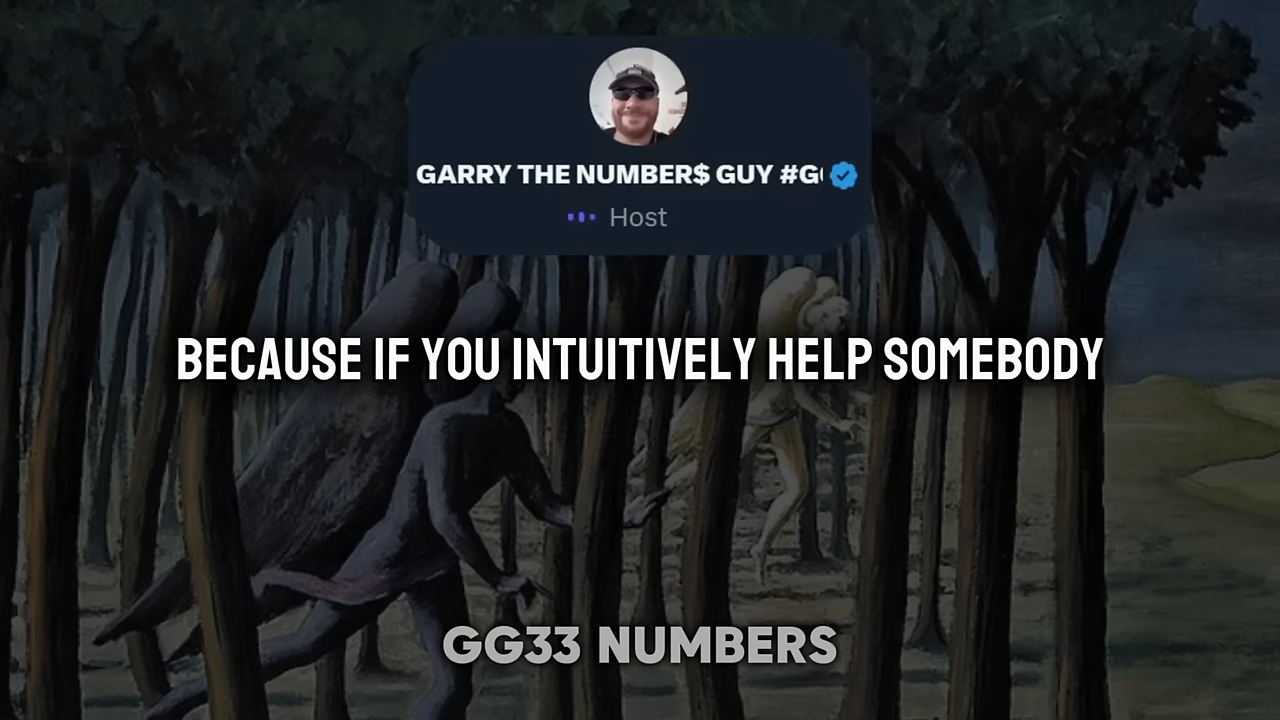 GARRY THE NUMBER$ GUY #G
Host
BECAUSE IF YOU INTUITIVELY HELP SOMEBODY
GG33 NUMBERS